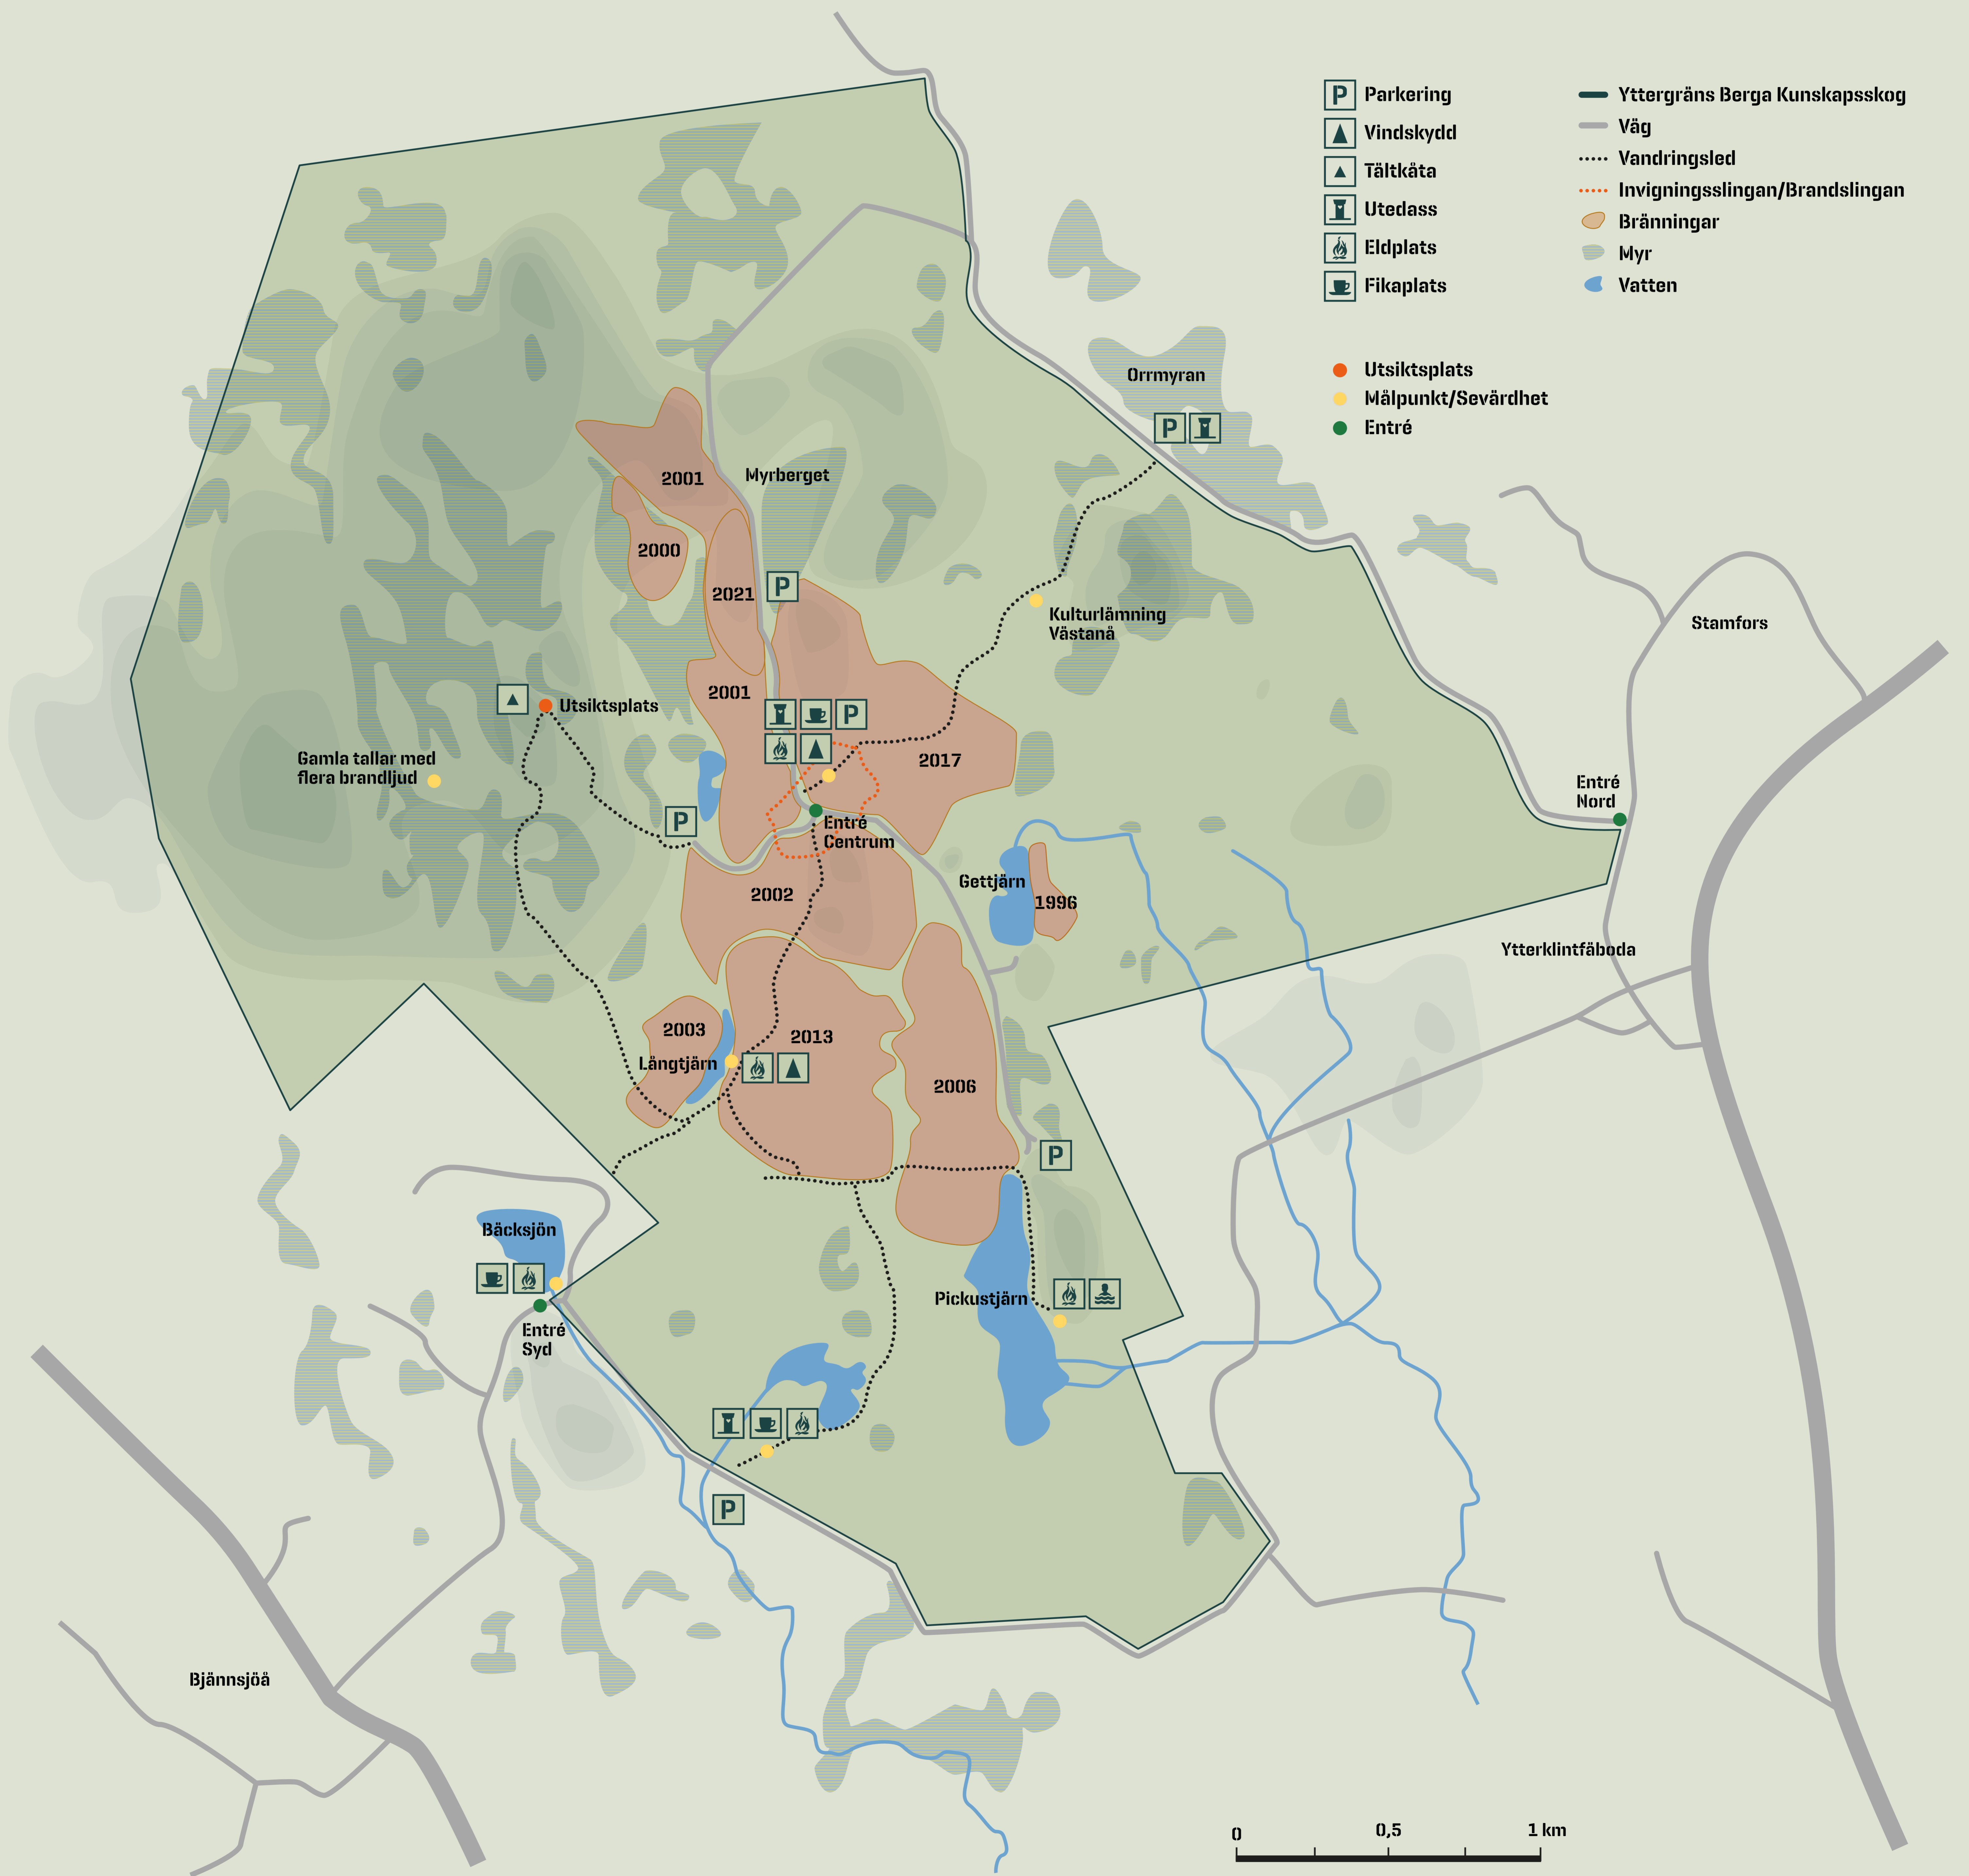 P Parkering
Vindskydd
Tältkåta
Utedass
Eldplats
Fikaplats
Yttergräns Berga Kunskapsskog
Väg
Vandringsled
Invigningsslingan/Brandslingan
Bränningar
Myr
Vatten
Utsiktsplats
Målpunkt/Sevärdhet
Entré
Orrmyran
P
2001
Myrberget
2000
2021
P
Kulturlämning
Västanå
Stamfors
2001
Utsiktsplats
P
Gamla tallar med
flera brandljud
2017
Entré
Nord
P
Entré
Centrum
Gettjärn
2002
1996
Ytterklintfäboda
2003
2013
Långtjärn
2006
P
Bäcksjön
Pickustjärn
Entré
Syd
P
Bjännsjöå
0
0,5
1 km